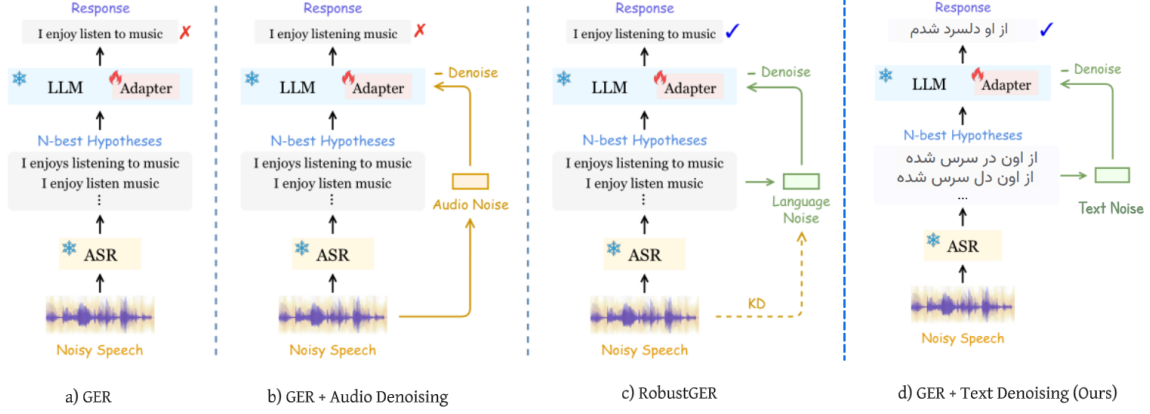 Response
I enjoy listen to music ✗
LLM
Adapter
N-best Hypotheses
I enjoys listening to music
I enjoy listen music
⋮
ASR
Noisy Speech
a) GER
Response
I enjoy listening music ✗
– Denoise
LLM
Adapter
N-best Hypotheses
I enjoys listening to music
I enjoy listen music
⋮
Audio Noise
ASR
Noisy Speech
b) GER + Audio Denoising
Response
I enjoy listening to music ✓
– Denoise
LLM
Adapter
N-best Hypotheses
I enjoys listening to music
I enjoy listen music
⋮
Language
Noise
ASR
KD
Noisy Speech
c) RobustGER
Response
از او دلسرد شدم ✓
– Denoise
LLM
Adapter
N-best Hypotheses
از اون در سرس شده
از اون دل سرس شده
...
Text Noise
ASR
Noisy Speech
d) GER + Text Denoising (Ours)